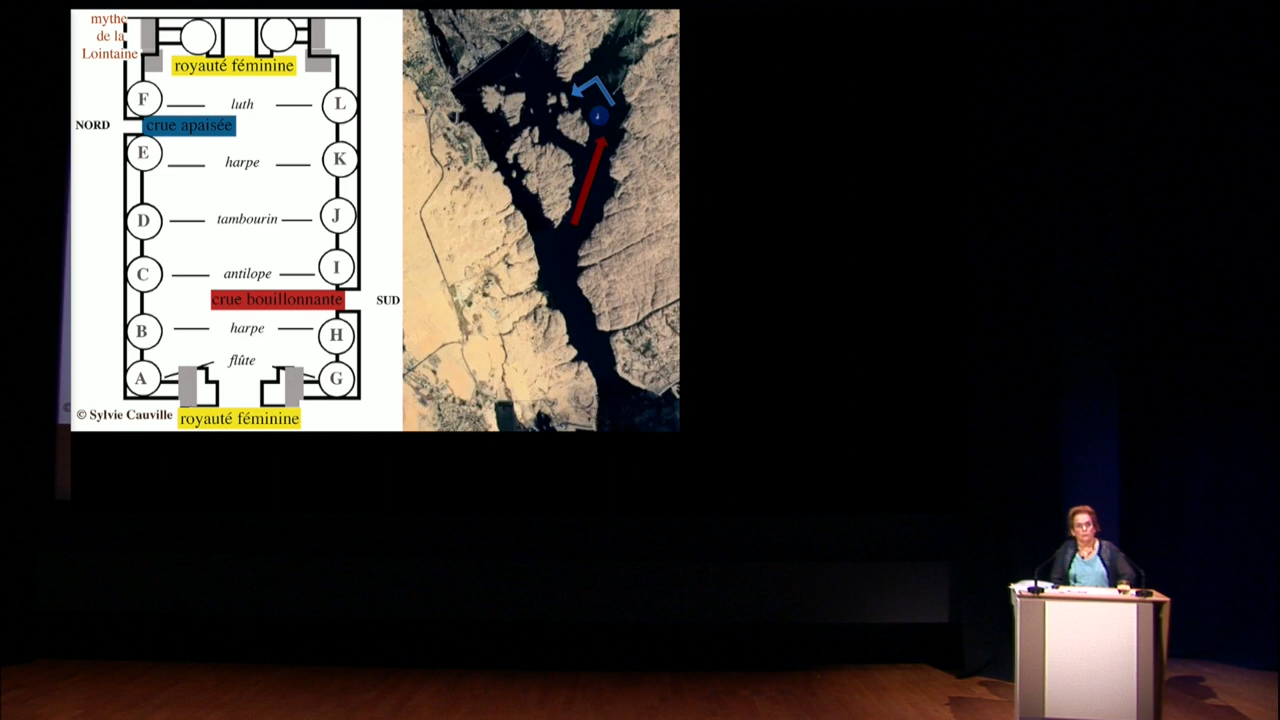 mythe
de la
Lointaine
royauté féminine
F luth L
NORD crue apaisée
E harpe K
D tambourin J
C antilope I
crue bouillonnante SUD
B harpe H
flûte
A G
© Sylvie Cauville royauté féminine